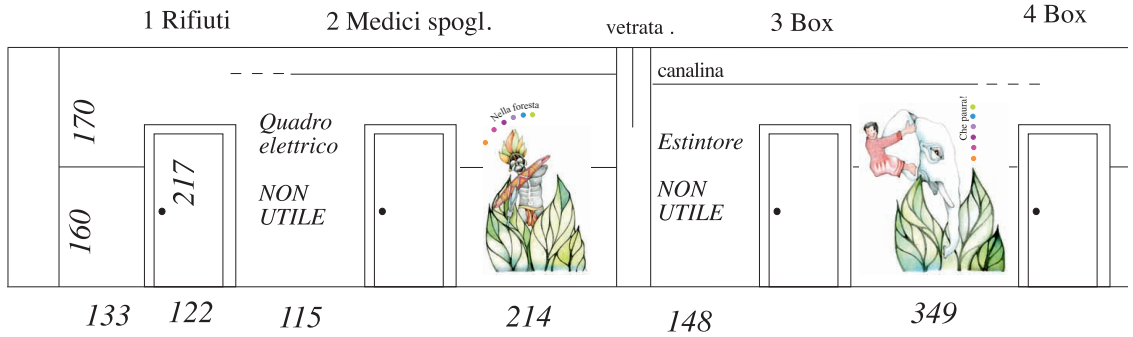 1 Rifiuti
2 Medici spogl.
vetrata .
3 Box
4 Box
canalina
170
160
217
Quadro
elettrico
NON
UTILE
Nella foresta
Estintore
NON
UTILE
Che paura!
133
122
115
214
148
349